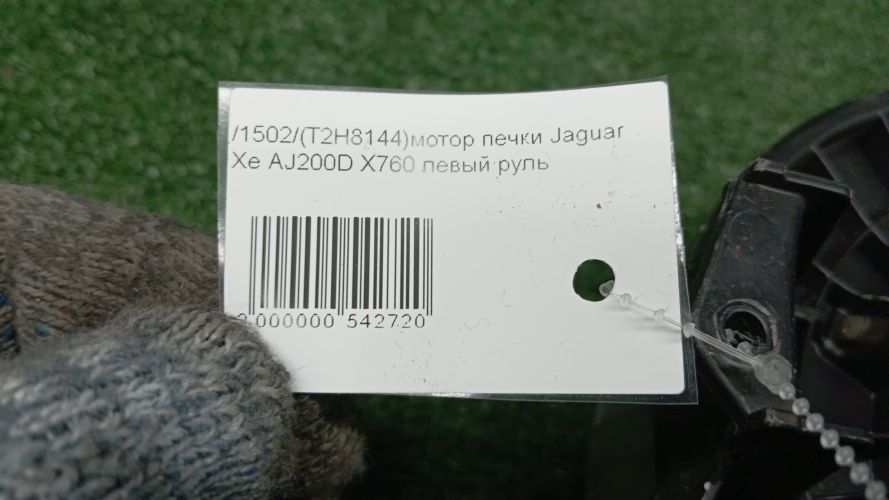 /1502/(T2H8144)мотор печки Jaguar
Xe AJ200D X760 левый руль
000000 542720